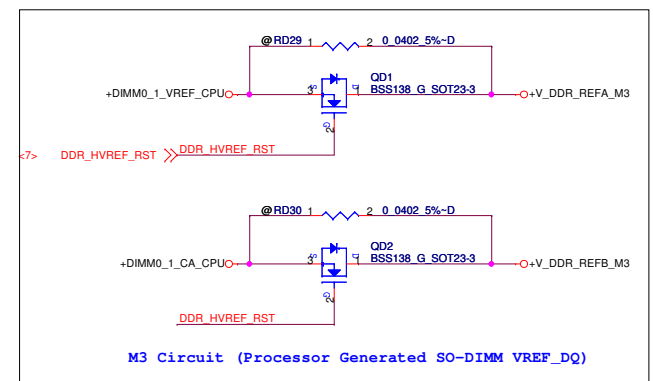 @RD29 1 2 0_0402_5%~D
QD1
BSS138_G_SOT23-3
+DIMM0_1_VREF_CPU S 3 D 1 +V_DDR_REFA_M3
G 2
<7> DDR_HVREF_RST DDR_HVREF_RST
@RD30 1 2 0_0402_5%~D
QD2
BSS138_G_SOT23-3
+DIMM0_1_CA_CPU S 3 D 1 +V_DDR_REFB_M3
G 2
DDR_HVREF_RST
M3 Circuit (Processor Generated SO-DIMM VREF_DQ)